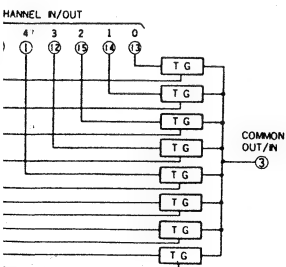 HANNEL IN/OUT
4 3 2 1 0
1 12 15 14 13
TG
TG
TG
TG
TG
TG
TG
TG
COMMON
OUT/IN
3